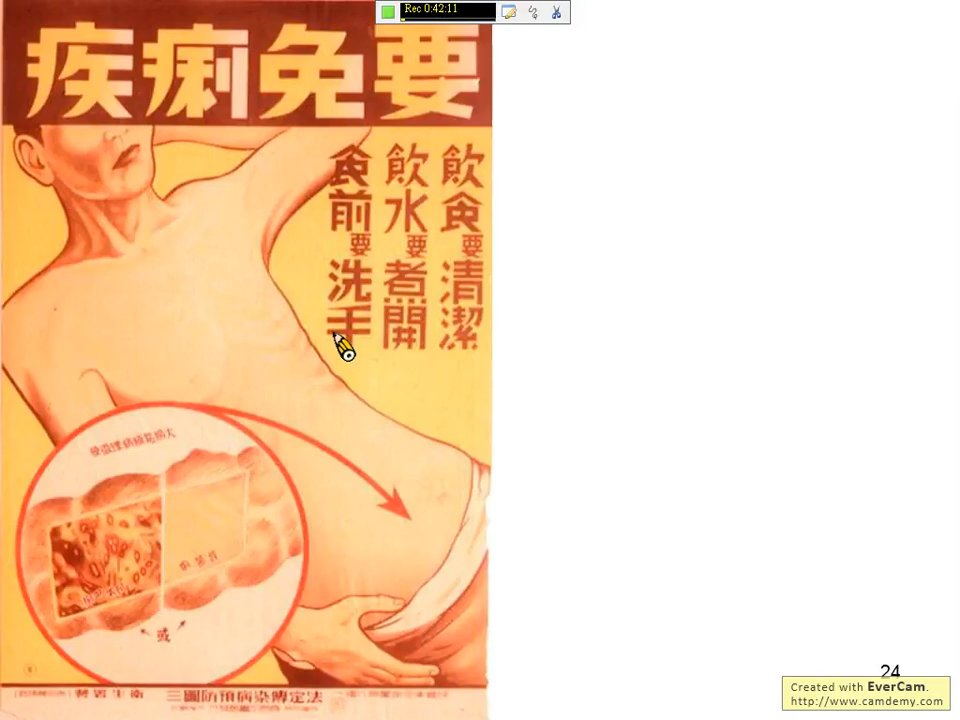 Rec 0:42:11
要免痢疾
飲食要清潔
飲水要煮開
食前要洗手
或
法定傳染病預防圖三
衛生署製
24
Created with EverCam.
http://www.camdemy.com